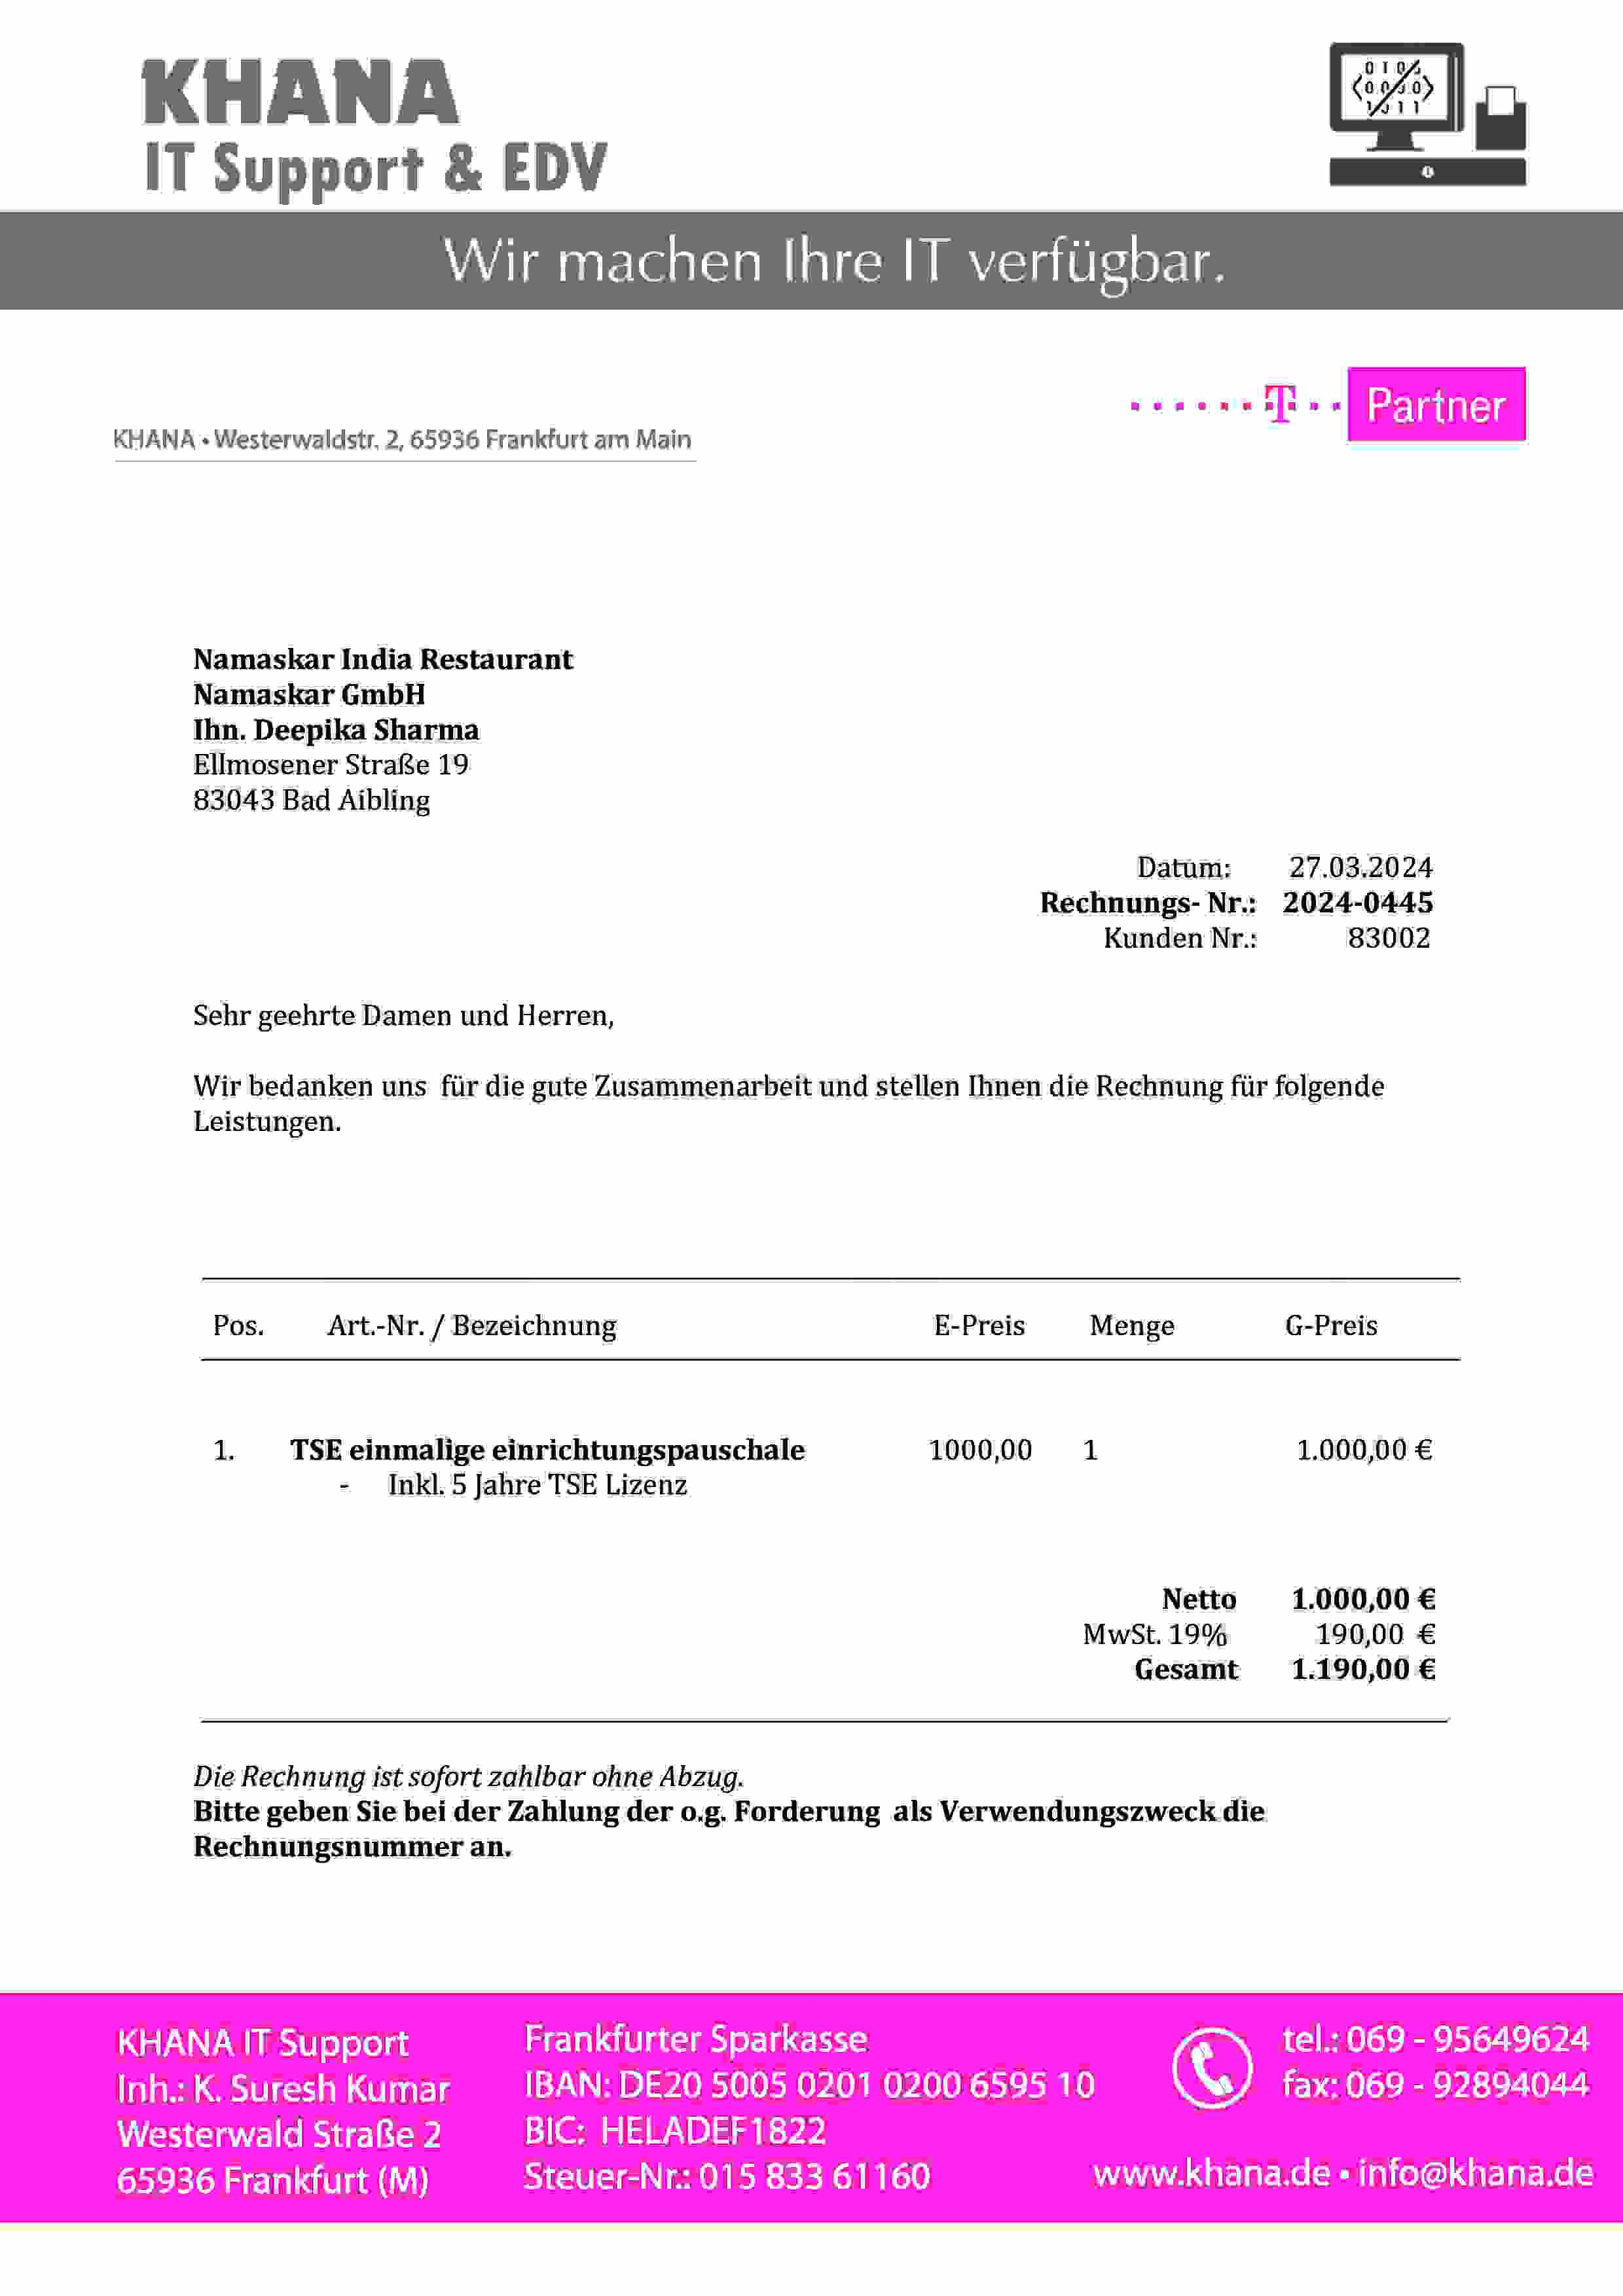 KHANA
IT Support & EDV
Wir machen Ihre IT verfügbar.
T Partner
KHANA • Westerwaldstr. 2, 65936 Frankfurt am Main
Namaskar India Restaurant
Namaskar GmbH
Ihn. Deepika Sharma
Ellmosener Straße 19
83043 Bad Aibling
Datum: 27.03.2024
Rechnungs- Nr.: 2024-0445
Kunden Nr.: 83002
Sehr geehrte Damen und Herren,
Wir bedanken uns für die gute Zusammenarbeit und stellen Ihnen die Rechnung für folgende
Leistungen.
Pos. Art.-Nr. / Bezeichnung E-Preis Menge G-Preis
1. TSE einmalige einrichtungspauschale 1000,00 1 1.000,00 €
- Inkl. 5 Jahre TSE Lizenz
Netto 1.000,00 €
MwSt. 19% 190,00 €
Gesamt 1.190,00 €
Die Rechnung ist sofort zahlbar ohne Abzug.
Bitte geben Sie bei der Zahlung der o.g. Forderung als Verwendungszweck die
Rechnungsnummer an.
KHANA IT Support
Inh.: K. Suresh Kumar
Westerwald Straße 2
65936 Frankfurt (M)
Frankfurter Sparkasse
IBAN: DE20 5005 0201 0200 6595 10
BIC: HELADEF1822
Steuer-Nr.: 015 833 61160
tel.: 069 - 95649624
fax: 069 - 92894044
www.khana.de • info@khana.de